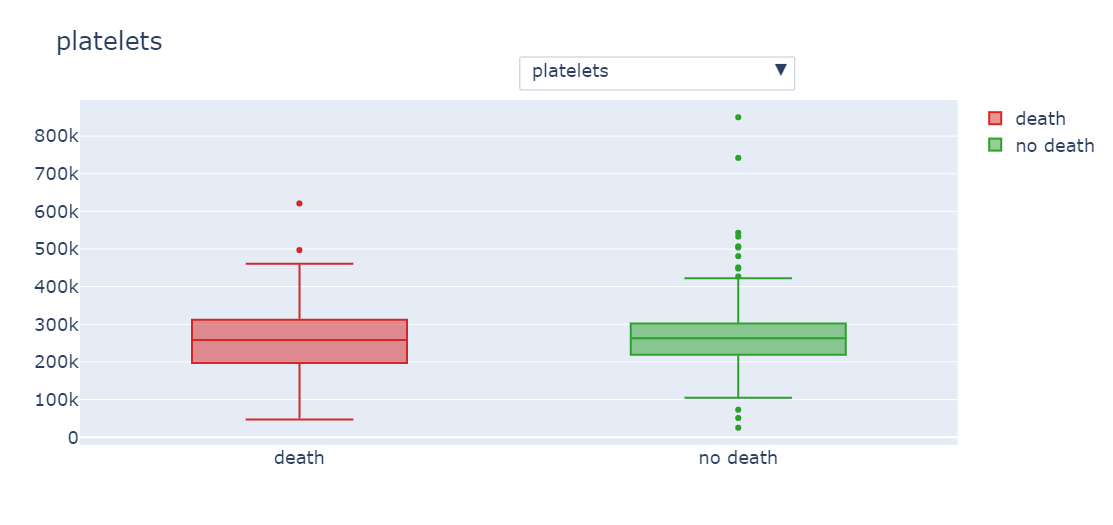 platelets
platelets ▼
death
no death
800k
700k
600k
500k
400k
300k
200k
100k
0
death
no death